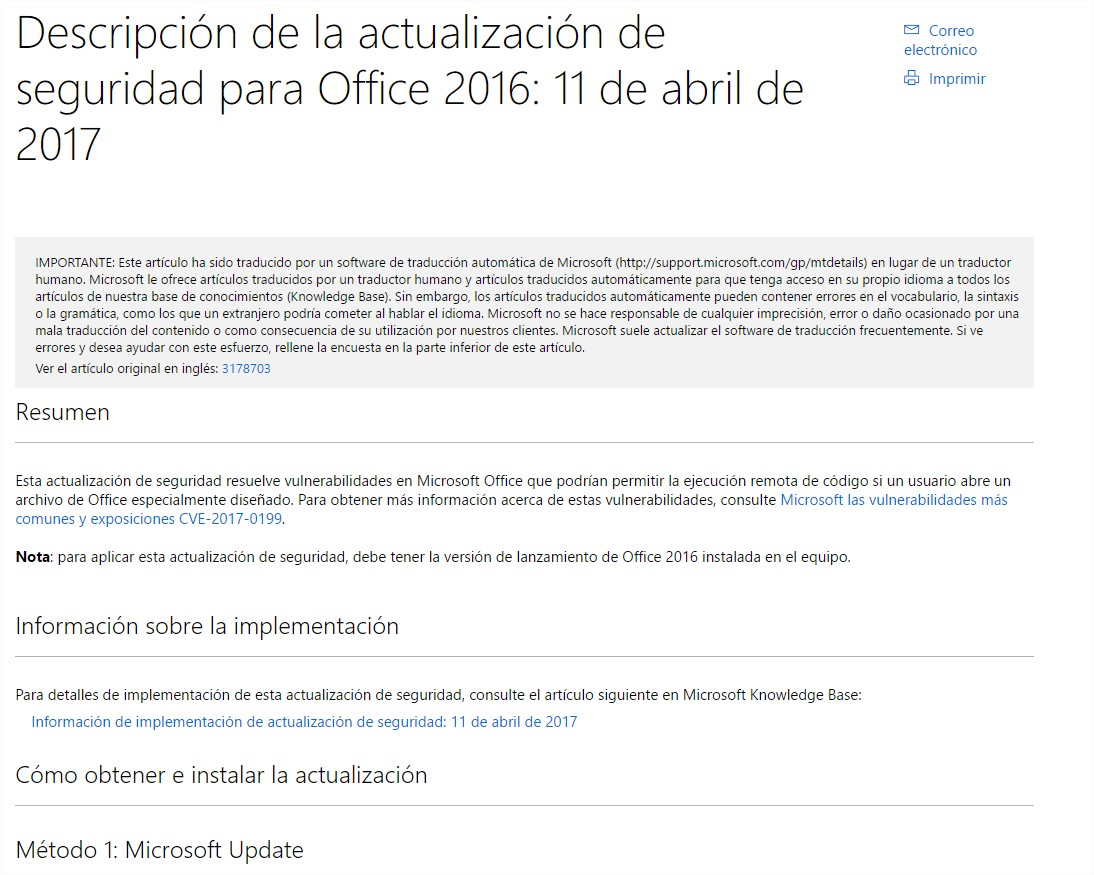 Descripción de la actualización de
seguridad para Office 2016: 11 de abril de
2017
Correo
electrónico
Imprimir
IMPORTANTE: Este artículo ha sido traducido por un software de traducción automática de Microsoft (http://support.microsoft.com/gp/mtdetails) en lugar de un traductor
humano. Microsoft le ofrece artículos traducidos por un traductor humano y artículos traducidos automáticamente para que tenga acceso en su propio idioma a todos los
artículos de nuestra base de conocimientos (Knowledge Base). Sin embargo, los artículos traducidos automáticamente pueden contener errores en el vocabulario, la sintaxis
o la gramática, como los que un extranjero podría cometer al hablar el idioma. Microsoft no se hace responsable de cualquier imprecisión, error o daño ocasionado por una
mala traducción del contenido o como consecuencia de su utilización por nuestros clientes. Microsoft suele actualizar el software de traducción frecuentemente. Si ve
errores y desea ayudar con este esfuerzo, rellene la encuesta en la parte inferior de este artículo.
Ver el artículo original en inglés: 3178703
Resumen
Esta actualización de seguridad resuelve vulnerabilidades en Microsoft Office que podrían permitir la ejecución remota de código si un usuario abre un
archivo de Office especialmente diseñado. Para obtener más información acerca de estas vulnerabilidades, consulte Microsoft las vulnerabilidades más
comunes y exposiciones CVE-2017-0199.
Nota: para aplicar esta actualización de seguridad, debe tener la versión de lanzamiento de Office 2016 instalada en el equipo.
Información sobre la implementación
Para detalles de implementación de esta actualización de seguridad, consulte el artículo siguiente en Microsoft Knowledge Base:
Información de implementación de actualización de seguridad: 11 de abril de 2017
Cómo obtener e instalar la actualización
Método 1: Microsoft Update